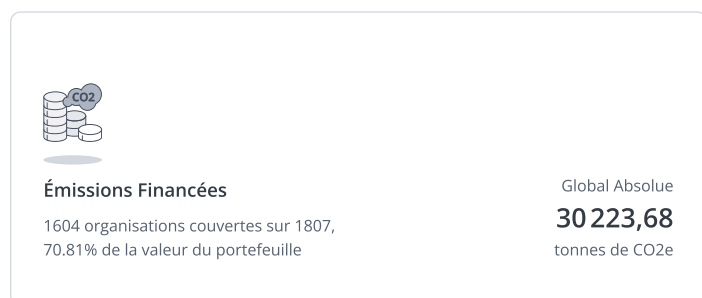 CO2
Émissions Financées
1604 organisations couvertes sur 1807,
70.81% de la valeur du portefeuille
Global Absolue
30 223,68
tonnes de CO2e